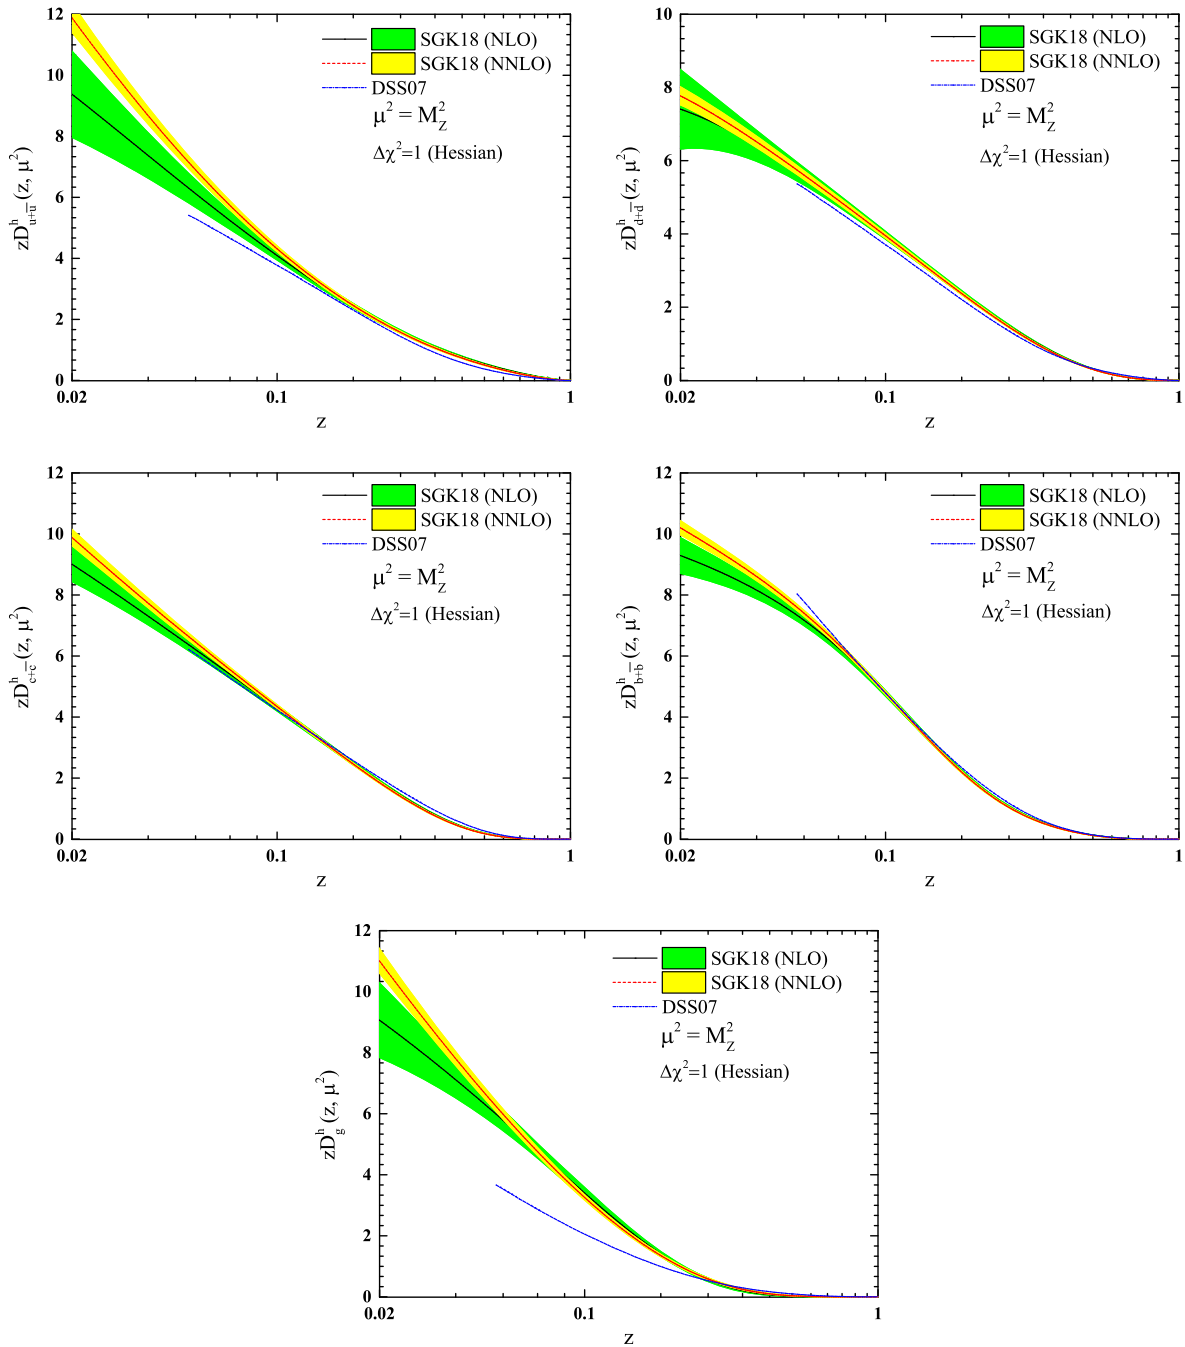 12
10
8
6
4
2
0
0.02
0.1
1
z
zD^h_{u+u̅}(z, μ²)
SGK18 (NLO)
SGK18 (NNLO)
DSS07
μ² = M_Z²
Δχ²=1 (Hessian)
10
8
6
4
2
0
0.02
0.1
1
z
zD^h_{d+d̅}(z, μ²)
SGK18 (NLO)
SGK18 (NNLO)
DSS07
μ² = M_Z²
Δχ²=1 (Hessian)
12
10
8
6
4
2
0
0.02
0.1
1
z
zD^h_{c+c̅}(z, μ²)
SGK18 (NLO)
SGK18 (NNLO)
DSS07
μ² = M_Z²
Δχ²=1 (Hessian)
12
10
8
6
4
2
0
0.02
0.1
1
z
zD^h_{b+b̅}(z, μ²)
SGK18 (NLO)
SGK18 (NNLO)
DSS07
μ² = M_Z²
Δχ²=1 (Hessian)
12
10
8
6
4
2
0
0.02
0.1
1
z
zD^h_g(z, μ²)
SGK18 (NLO)
SGK18 (NNLO)
DSS07
μ² = M_Z²
Δχ²=1 (Hessian)